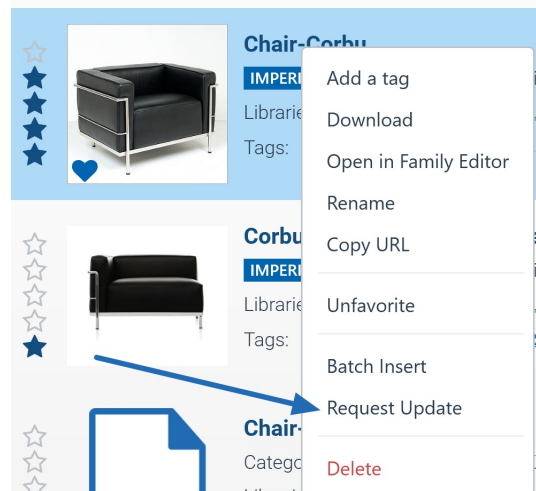 Chair-Corbu
IMPERI
Add a tag
Librarie
Download
Tags:
Open in Family Editor
Rename
Corbu
Copy URL
IMPERI
Librarie
Unfavorite
Tags:
Batch Insert
Request Update
Chair-
Catego
Delete